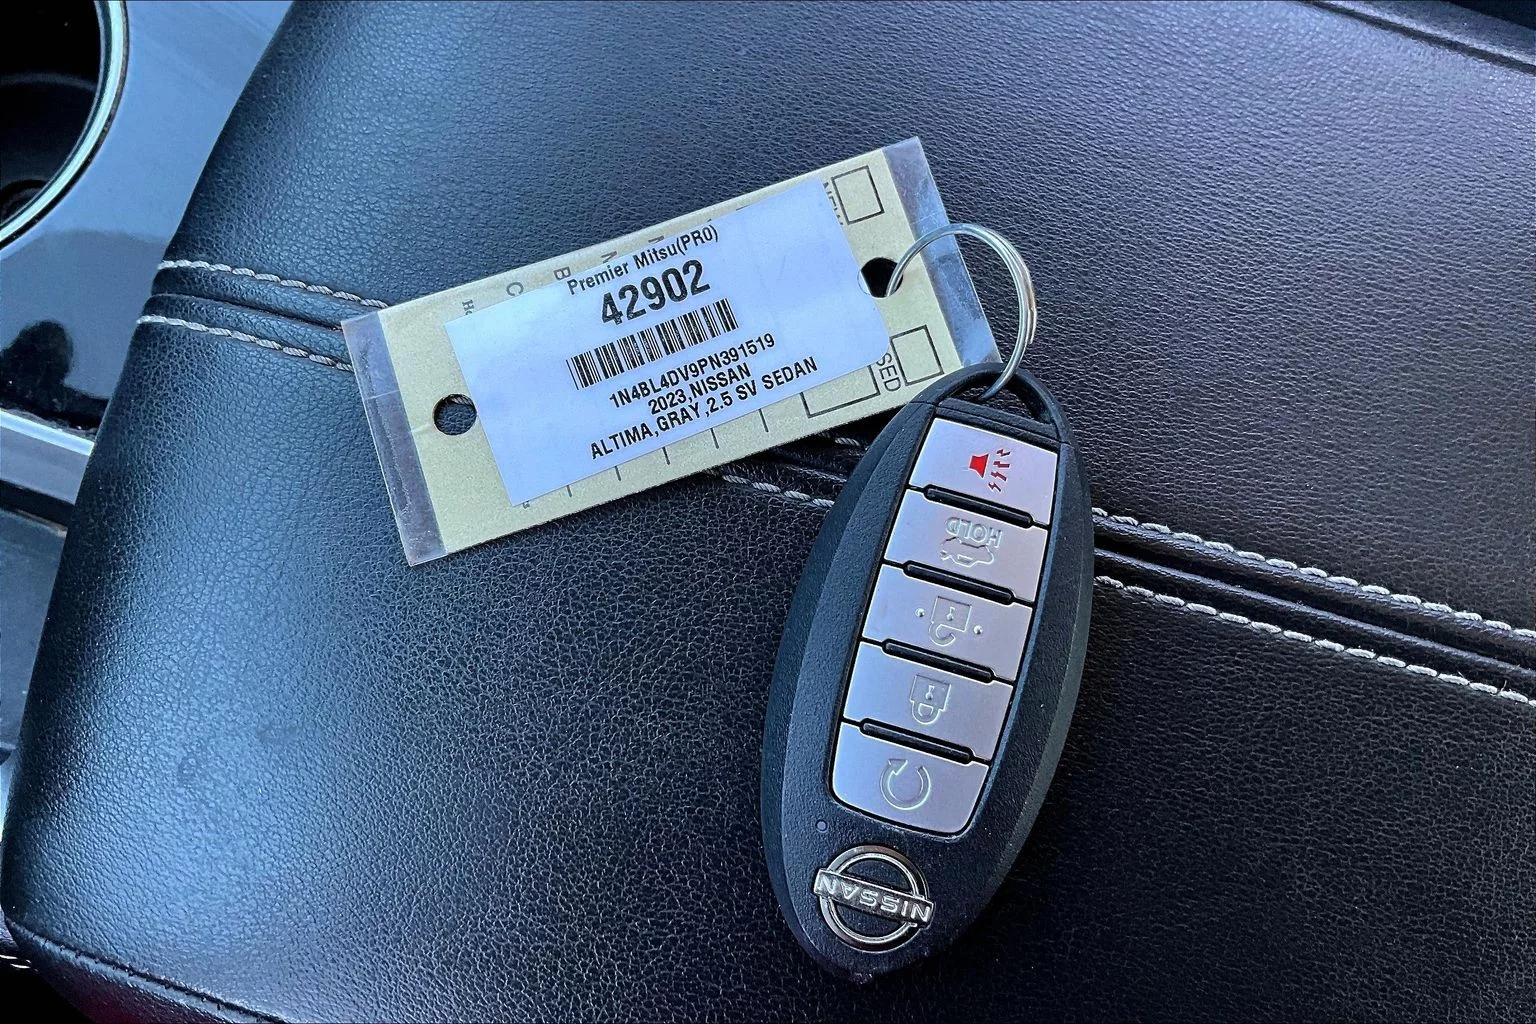 Premier Mitsu(PR0)
42902
1N4BL4DV9PN391519
2023,NISSAN
ALTIMA,GRAY,2.5 SV SEDAN
HOLD
NISSAN